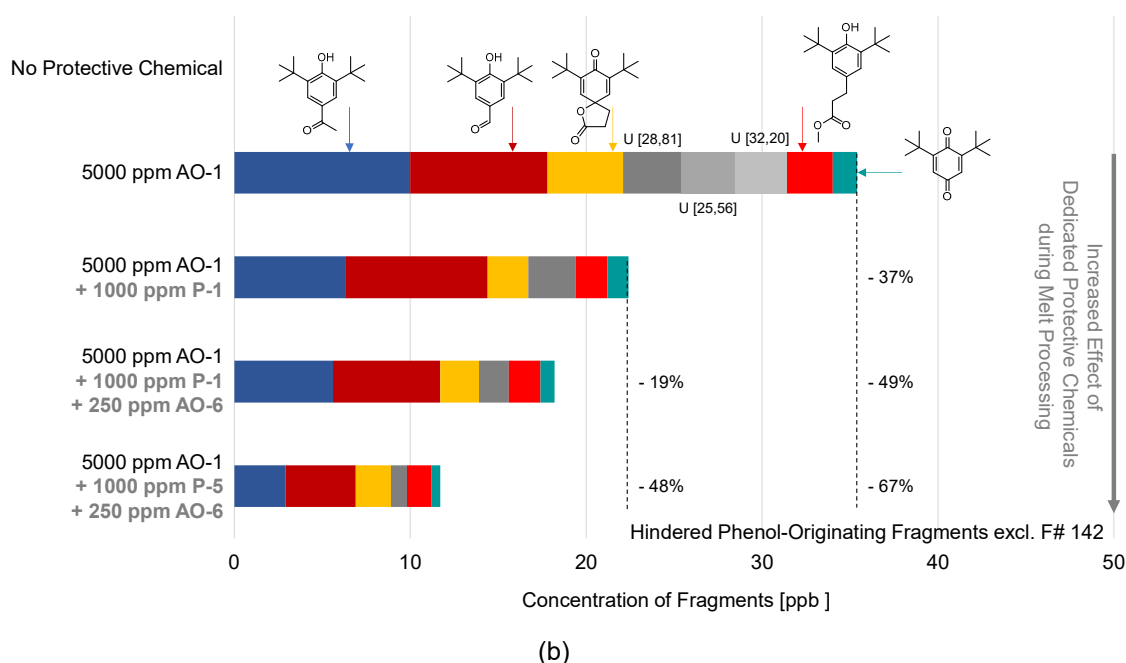 No Protective Chemical
OH
O
OH
O
O
O
O
OH
O
O
U [28,81]
U [32,20]
O
O
5000 ppm AO-1
U [25,56]
5000 ppm AO-1
+ 1000 ppm P-1
- 37%
5000 ppm AO-1
+ 1000 ppm P-1
+ 250 ppm AO-6
- 19%
- 49%
5000 ppm AO-1
+ 1000 ppm P-5
+ 250 ppm AO-6
- 48%
- 67%
Increased Effect of
Dedicated Protective Chemicals
during Melt Processing
Hindered Phenol-Originating Fragments excl. F# 142
0 10 20 30 40 50
Concentration of Fragments [ppb ]
(b)